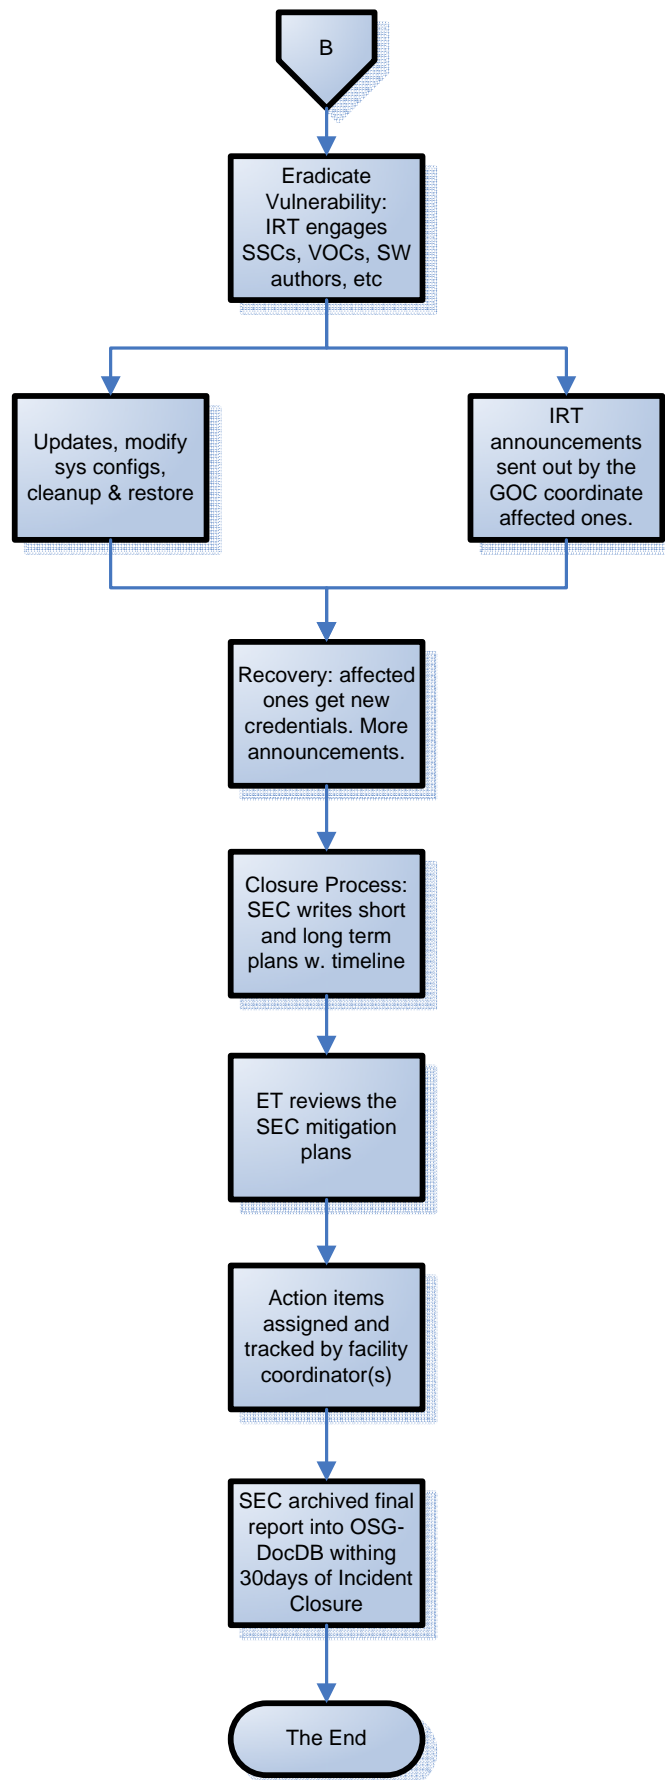 B
Eradicate
Vulnerability:
IRT engages
SSCs, VOCs, SW
authors, etc
Updates, modify
sys configs,
cleanup & restore
IRT
announcements
sent out by the
GOC coordinate
affected ones.
Recovery: affected
ones get new
credentials. More
announcements.
Closure Process:
SEC writes short
and long term
plans w. timeline
ET reviews the
SEC mitigation
plans
Action items
assigned and
tracked by facility
coordinator(s)
SEC archived final
report into OSG-
DocDB withing
30days of Incident
Closure
The End